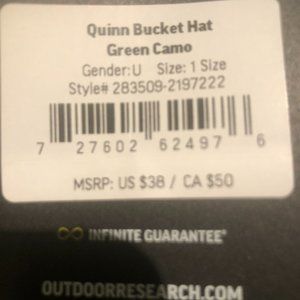 Quinn Bucket Hat
Green Camo
Gender: U Size: 1 Size
Style# 283509-2197222
7 27602 62497 6
MSRP: US $38 / CA $50
INFINITE GUARANTEE®
OUTDOORRESEARCH.COM